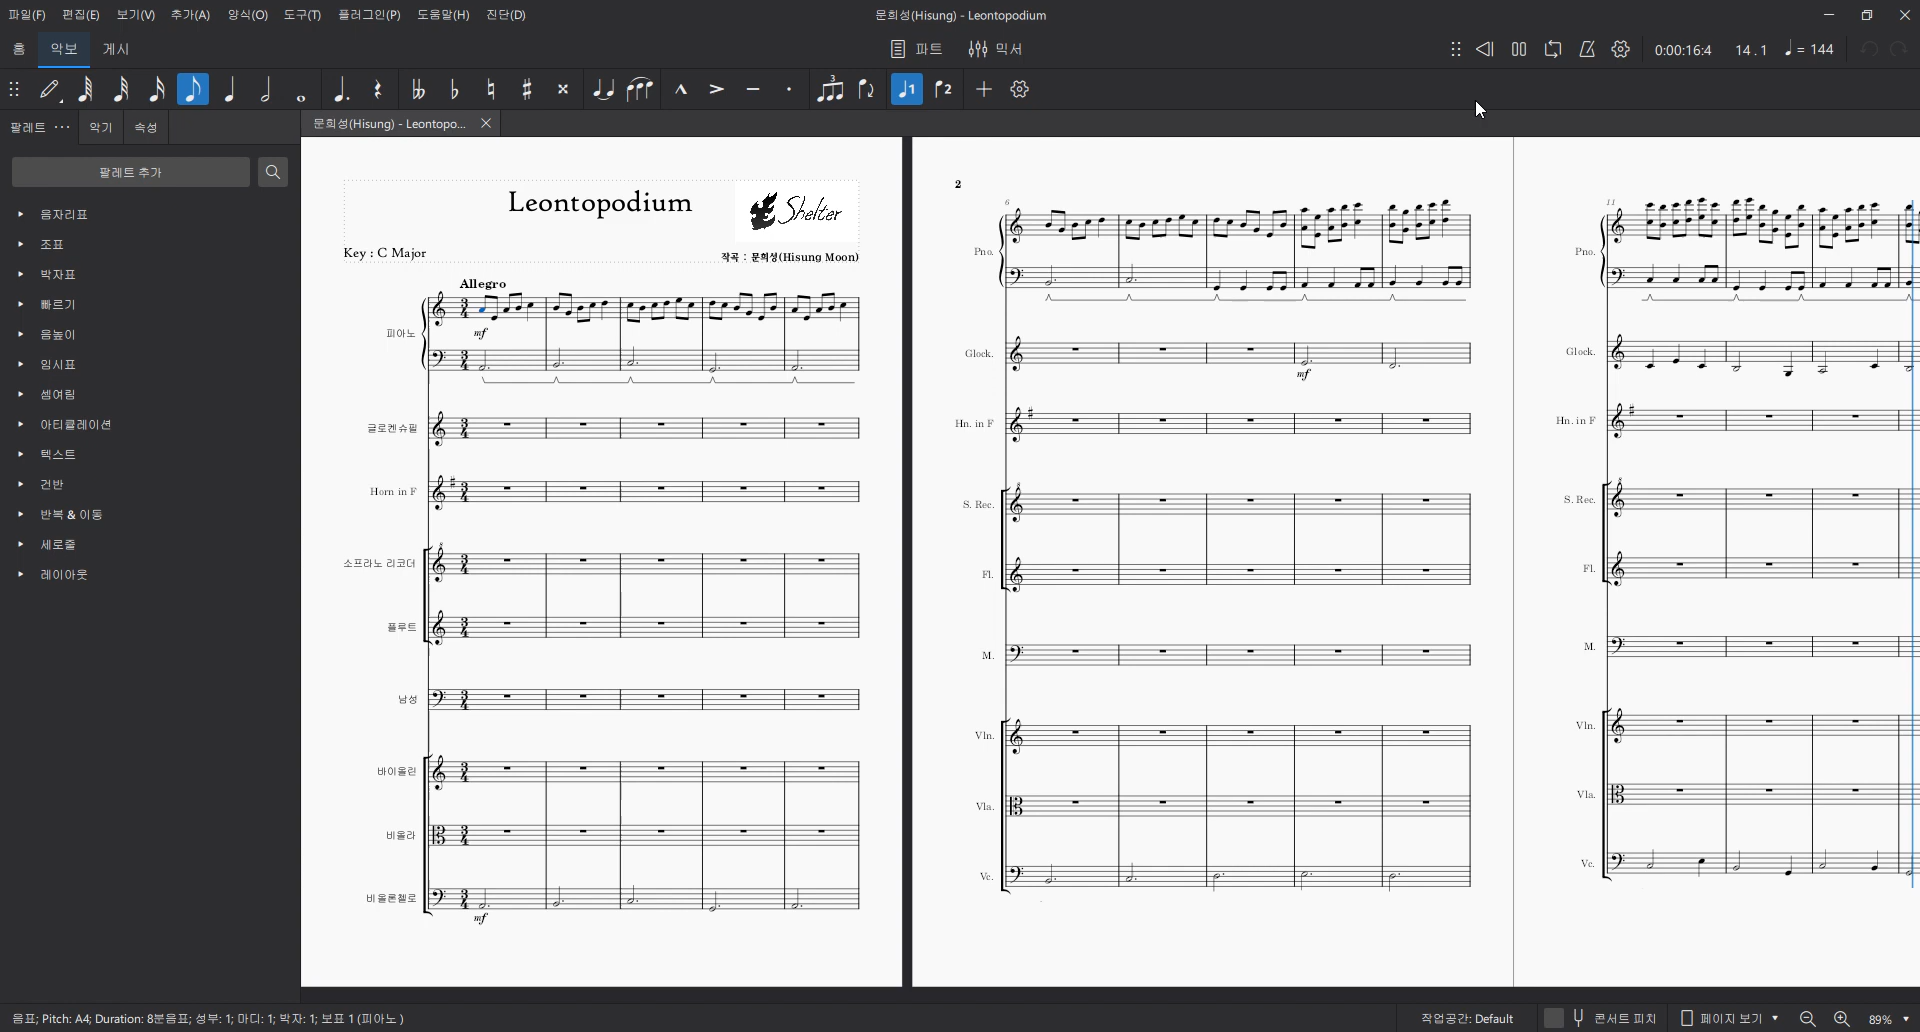 파일(F) 편집(E) 보기(V) 추가(A) 양식(O) 도구(T) 플러그인(P) 도움말(H) 진단(D) 문희성(Hisung) - Leontopodium
홈 악보 게시 파트 믹서 0:00:16:4 14 . 1 ♩= 144
팔레트 ··· 악기 속성 문희성(Hisung) - Leontopo...
팔레트 추가
음자리표
조표
박자표
빠르기
음높이
임시표
셈여림
아티큘레이션
텍스트
건반
반복 & 이동
세로줄
레이아웃
Leontopodium
Shelter
Key : C Major
작곡 : 문희성(Hisung Moon)
Allegro
피아노
mf
글로켄슈필
Horn in F
소프라노 리코더
플루트
남성
바이올린
비올라
비올론첼로
mf
2
6
Pno.
Glock.
mf
Hn. in F
S. Rec.
Fl.
M.
Vln.
Vla.
Vc.
11
Pno.
Glock.
Hn. in F
S. Rec.
Fl.
M.
Vln.
Vla.
Vc.
음표; Pitch: A4; Duration: 8분음표; 성부: 1; 마디: 1; 박자: 1; 보표 1 (피아노 ) 작업공간: Default 콘서트 피치 페이지 보기 89%